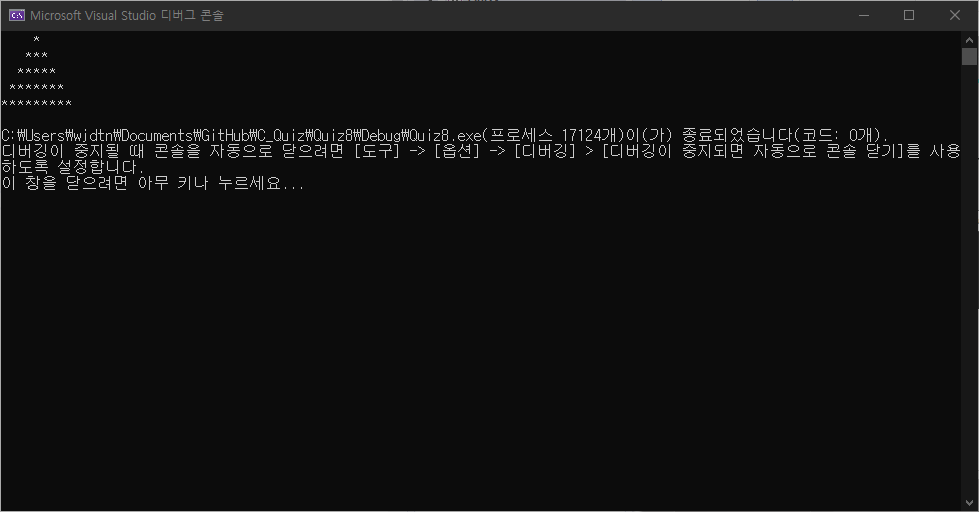 Microsoft Visual Studio 디버그 콘솔
    *
   ***
  *****
 *******
*********
C:\Users\wjdtn\Documents\GitHub\C_Quiz\Quiz8\Debug\Quiz8.exe(프로세스 17124개)이(가) 종료되었습니다(코드: 0개).
디버깅이 중지될 때 콘솔을 자동으로 닫으려면 [도구] -> [옵션] -> [디버깅] > [디버깅이 중지되면 자동으로 콘솔 닫기]를 사용
하도록 설정합니다.
이 창을 닫으려면 아무 키나 누르세요...